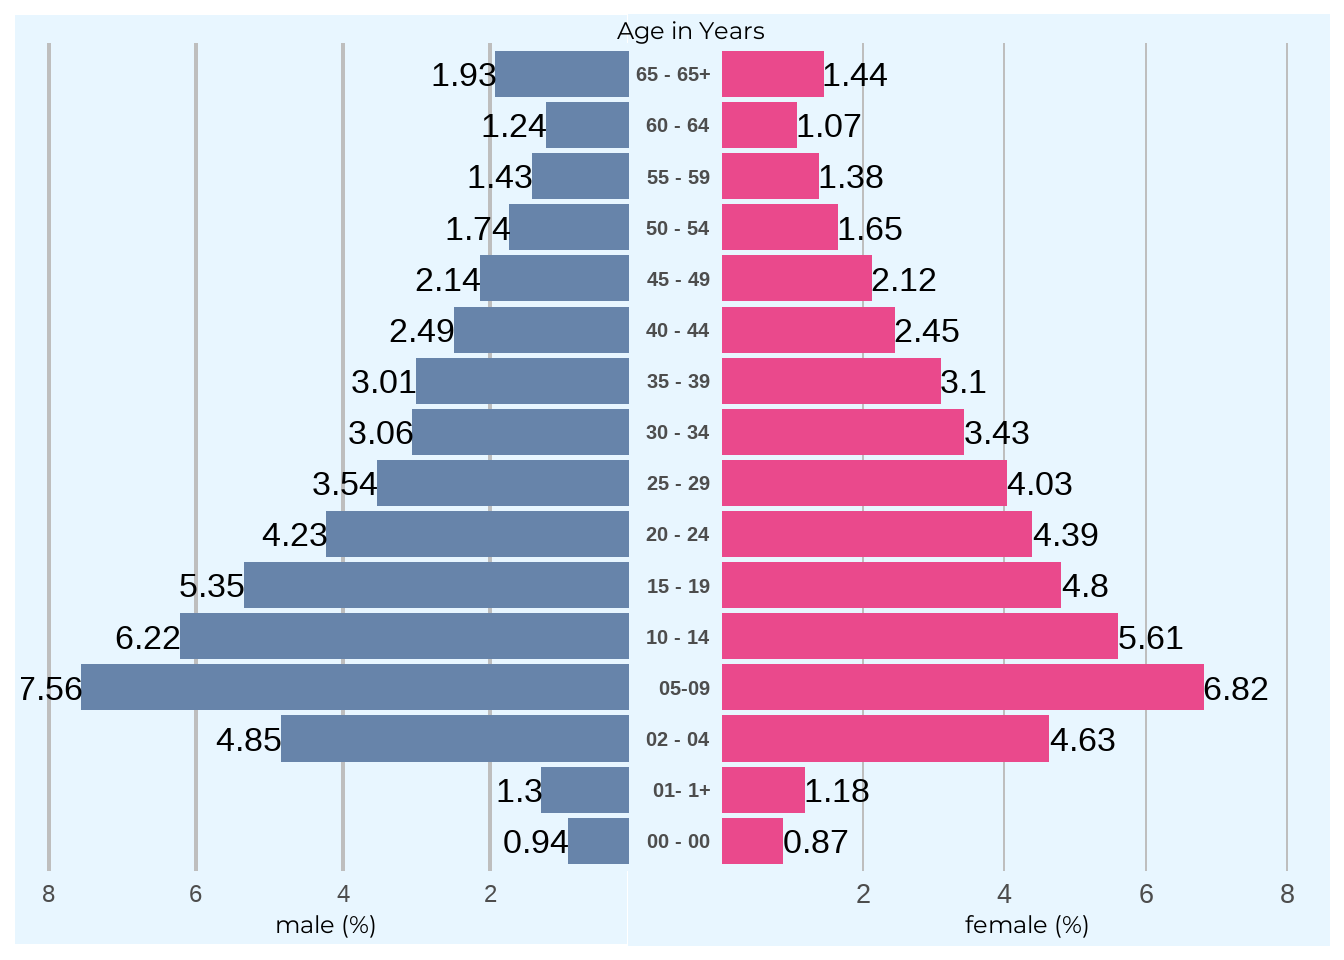 Age in Years
1.93 65 - 65+ 1.44
1.24 60 - 64 1.07
1.43 55 - 59 1.38
1.74 50 - 54 1.65
2.14 45 - 49 2.12
2.49 40 - 44 2.45
3.01 35 - 39 3.1
3.06 30 - 34 3.43
3.54 25 - 29 4.03
4.23 20 - 24 4.39
5.35 15 - 19 4.8
6.22 10 - 14 5.61
7.56 05-09 6.82
4.85 02 - 04 4.63
1.3 01- 1+ 1.18
0.94 00 - 00 0.87
8 6 4 2 2 4 6 8
male (%) female (%)